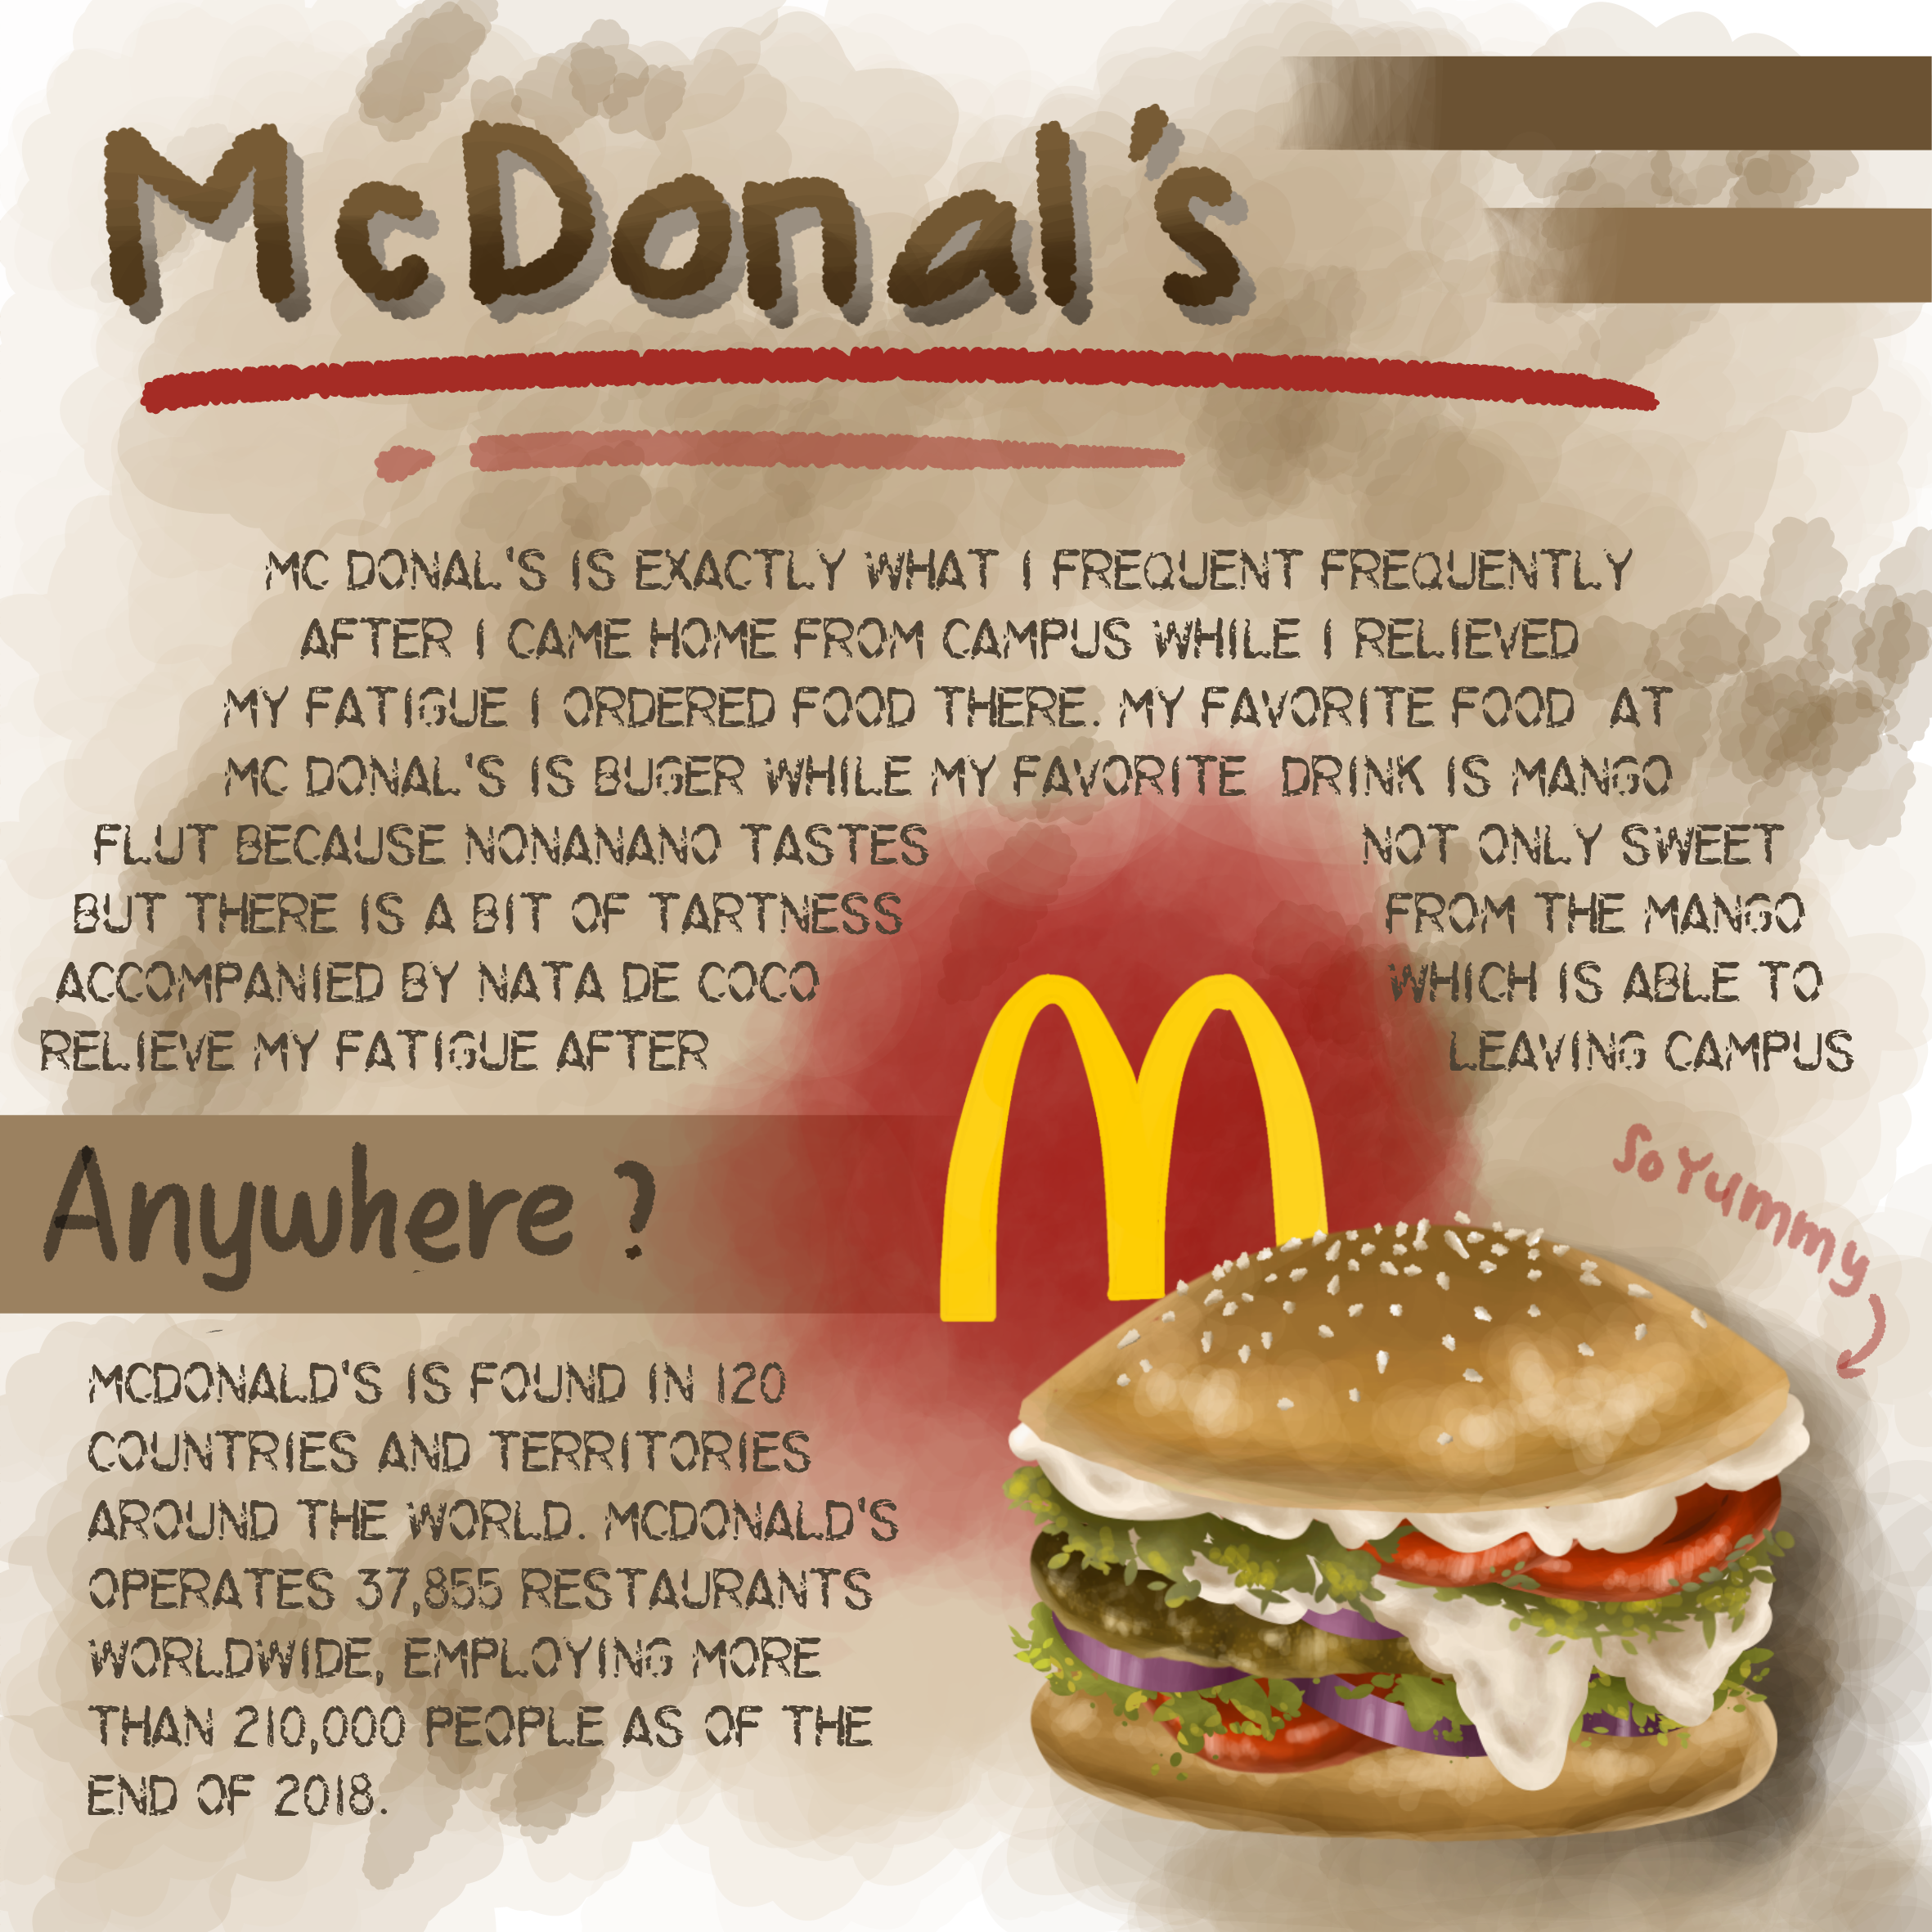 McDonal's
MC DONAL'S IS EXACTLY WHAT I FREQUENT FREQUENTLY
AFTER I CAME HOME FROM CAMPUS WHILE I RELIEVED
MY FATIGUE I ORDERED FOOD THERE. MY FAVORITE FOOD AT
MC DONAL'S IS BUGER WHILE MY FAVORITE DRINK IS MANGO
FLUT BECAUSE NONANANO TASTES NOT ONLY SWEET
BUT THERE IS A BIT OF TARTNESS FROM THE MANGO
ACCOMPANIED BY NATA DE COCO WHICH IS ABLE TO
RELIEVE MY FATIGUE AFTER LEAVING CAMPUS
Anywhere ?
So Yummy
MCDONALD'S IS FOUND IN 120
COUNTRIES AND TERRITORIES
AROUND THE WORLD. MCDONALD'S
OPERATES 37,855 RESTAURANTS
WORLDWIDE, EMPLOYING MORE
THAN 210,000 PEOPLE AS OF THE
END OF 2018.